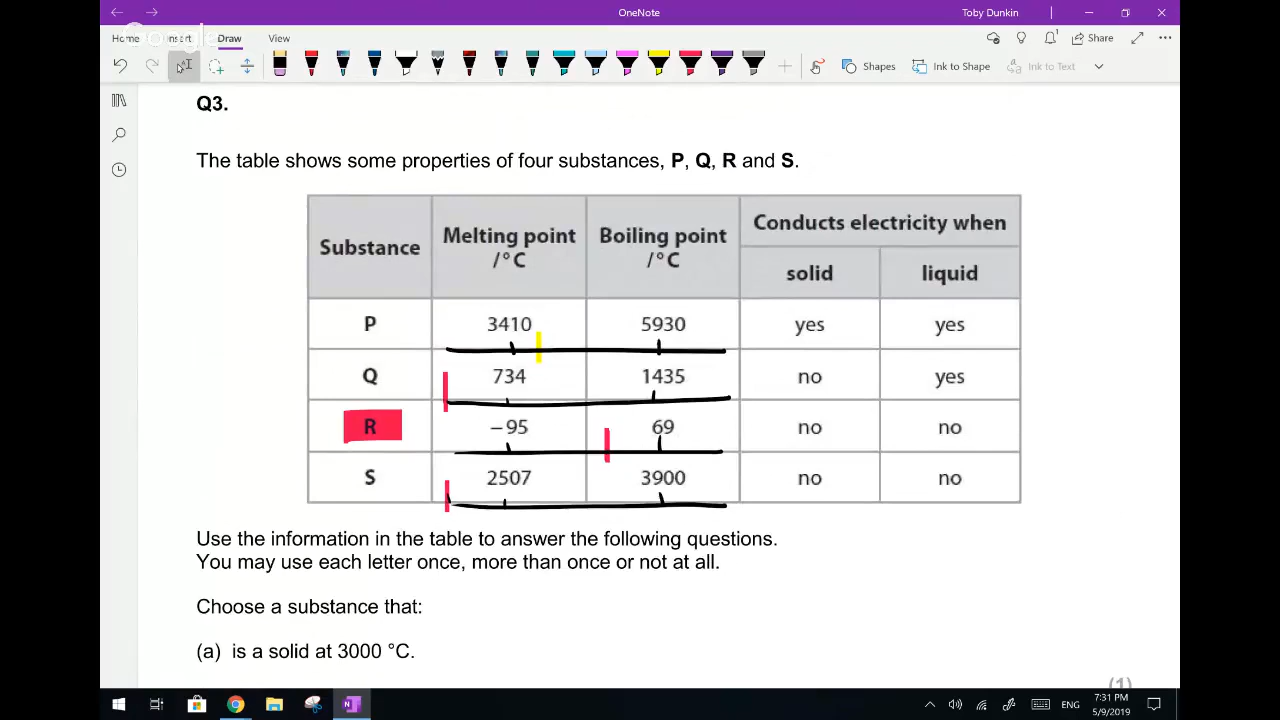 OneNote
Toby Dunkin
Google
Home Insert Draw View
Share
Shapes Ink to Shape Ink to Text
Q3.
The table shows some properties of four substances, P, Q, R and S.
Substance Melting point /°C Boiling point /°C Conducts electricity when
solid liquid
P 3410 5930 yes yes
Q 734 1435 no yes
R −95 69 no no
S 2507 3900 no no
Use the information in the table to answer the following questions.
You may use each letter once, more than once or not at all.
Choose a substance that:
(a) is a solid at 3000 °C.
(1)
ENG
7:31 PM
5/9/2019